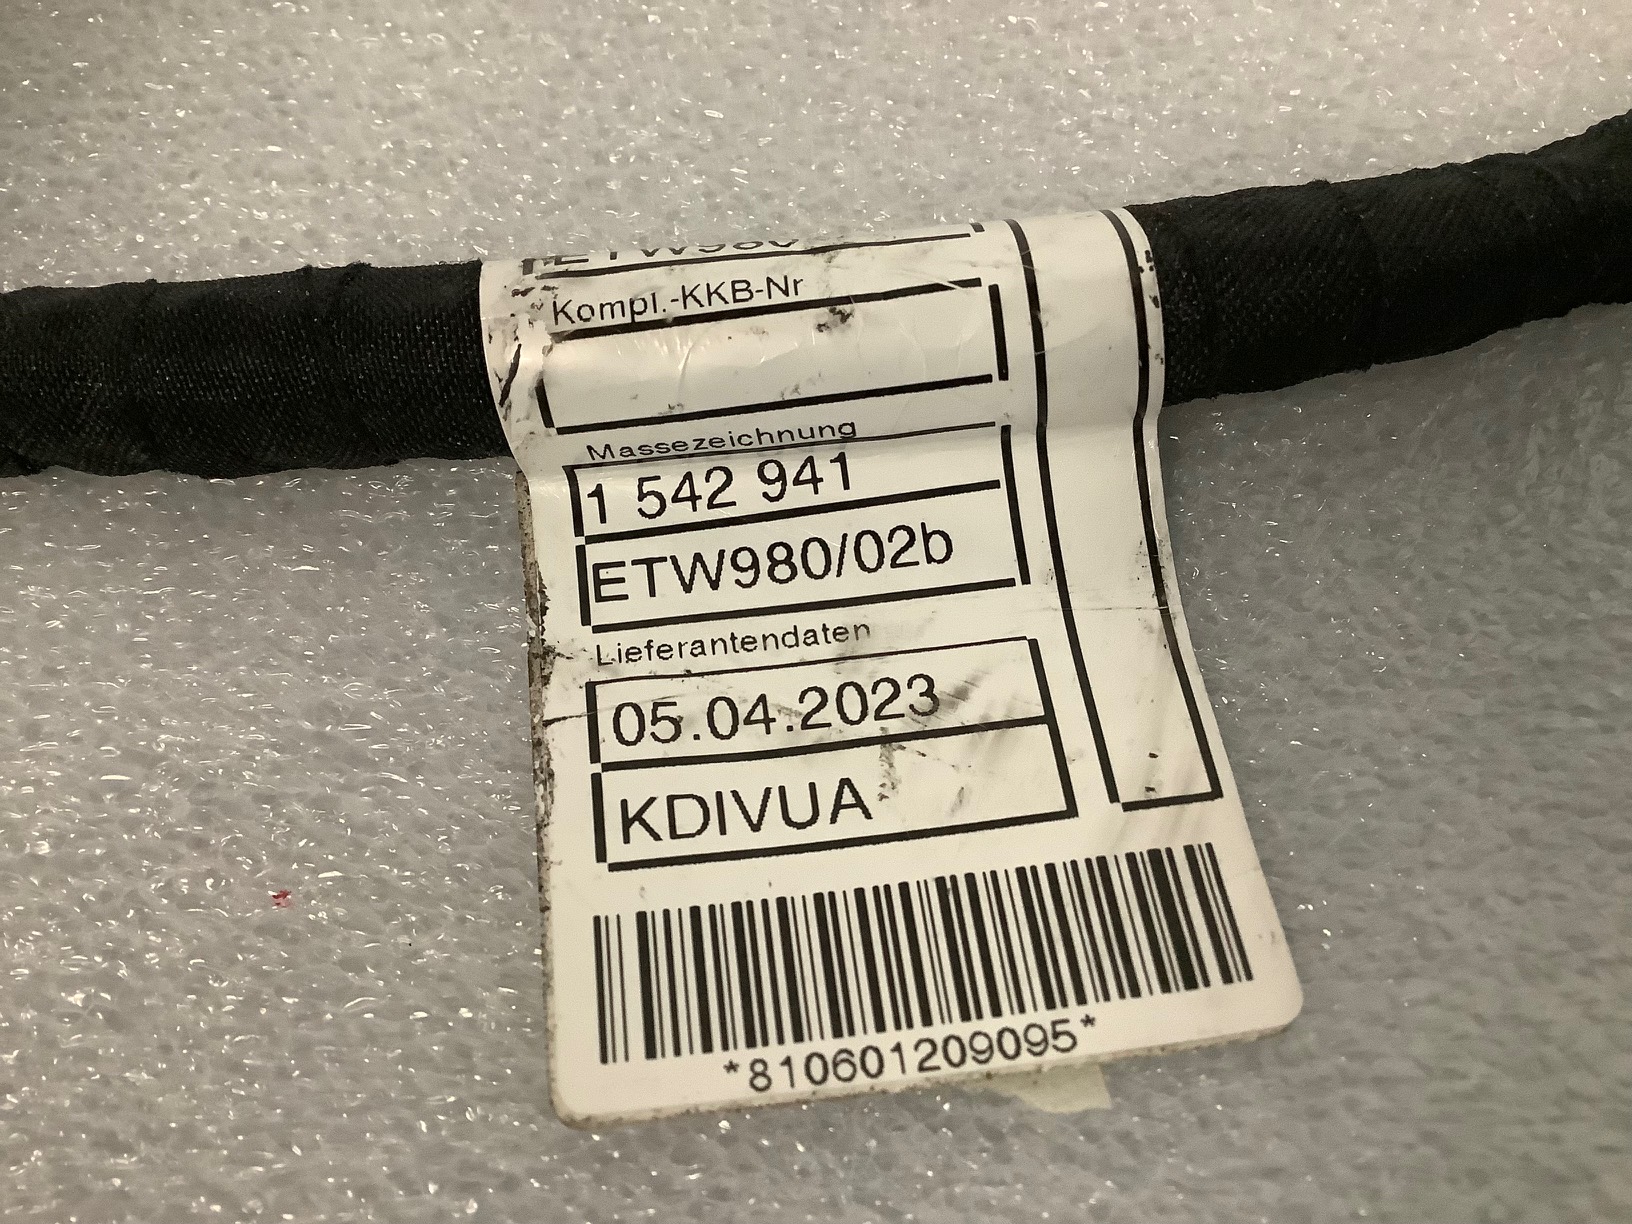 Kompl.-KKB-Nr
Massezeichnung
1 542 941
ETW980/02b
Lieferantendaten
05.04.2023
KDIVUA
*810601209095*